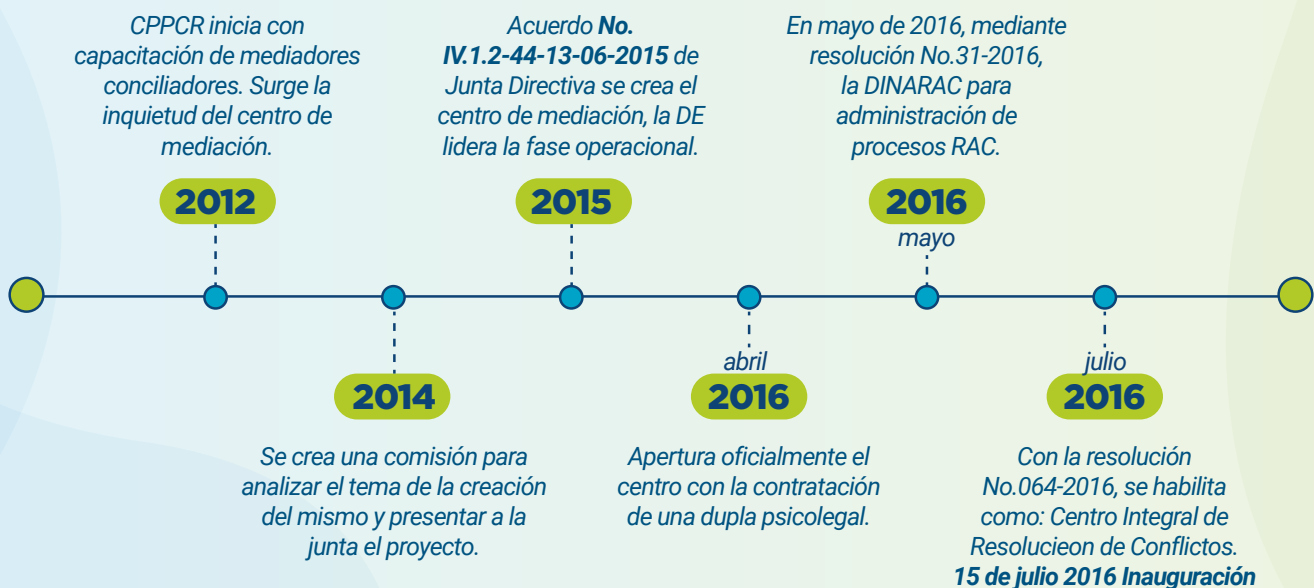 CPPCR inicia con
capacitación de mediadores
conciliadores. Surge la
inquietud del centro de
mediación.
2012
Se crea una comisión para
analizar el tema de la creación
del mismo y presentar a la
junta el proyecto.
2014
Acuerdo No.
IV.1.2-44-13-06-2015 de
Junta Directiva se crea el
centro de mediación, la DE
lidera la fase operacional.
2015
abril
2016
Apertura oficialmente el
centro con la contratación
de una dupla psicolegal.
En mayo de 2016, mediante
resolución No.31-2016,
la DINARAC para
administración de
procesos RAC.
2016
mayo
julio
2016
Con la resolución
No.064-2016, se habilita
como: Centro Integral de
Resolucieon de Conflictos.
15 de julio 2016 Inauguración